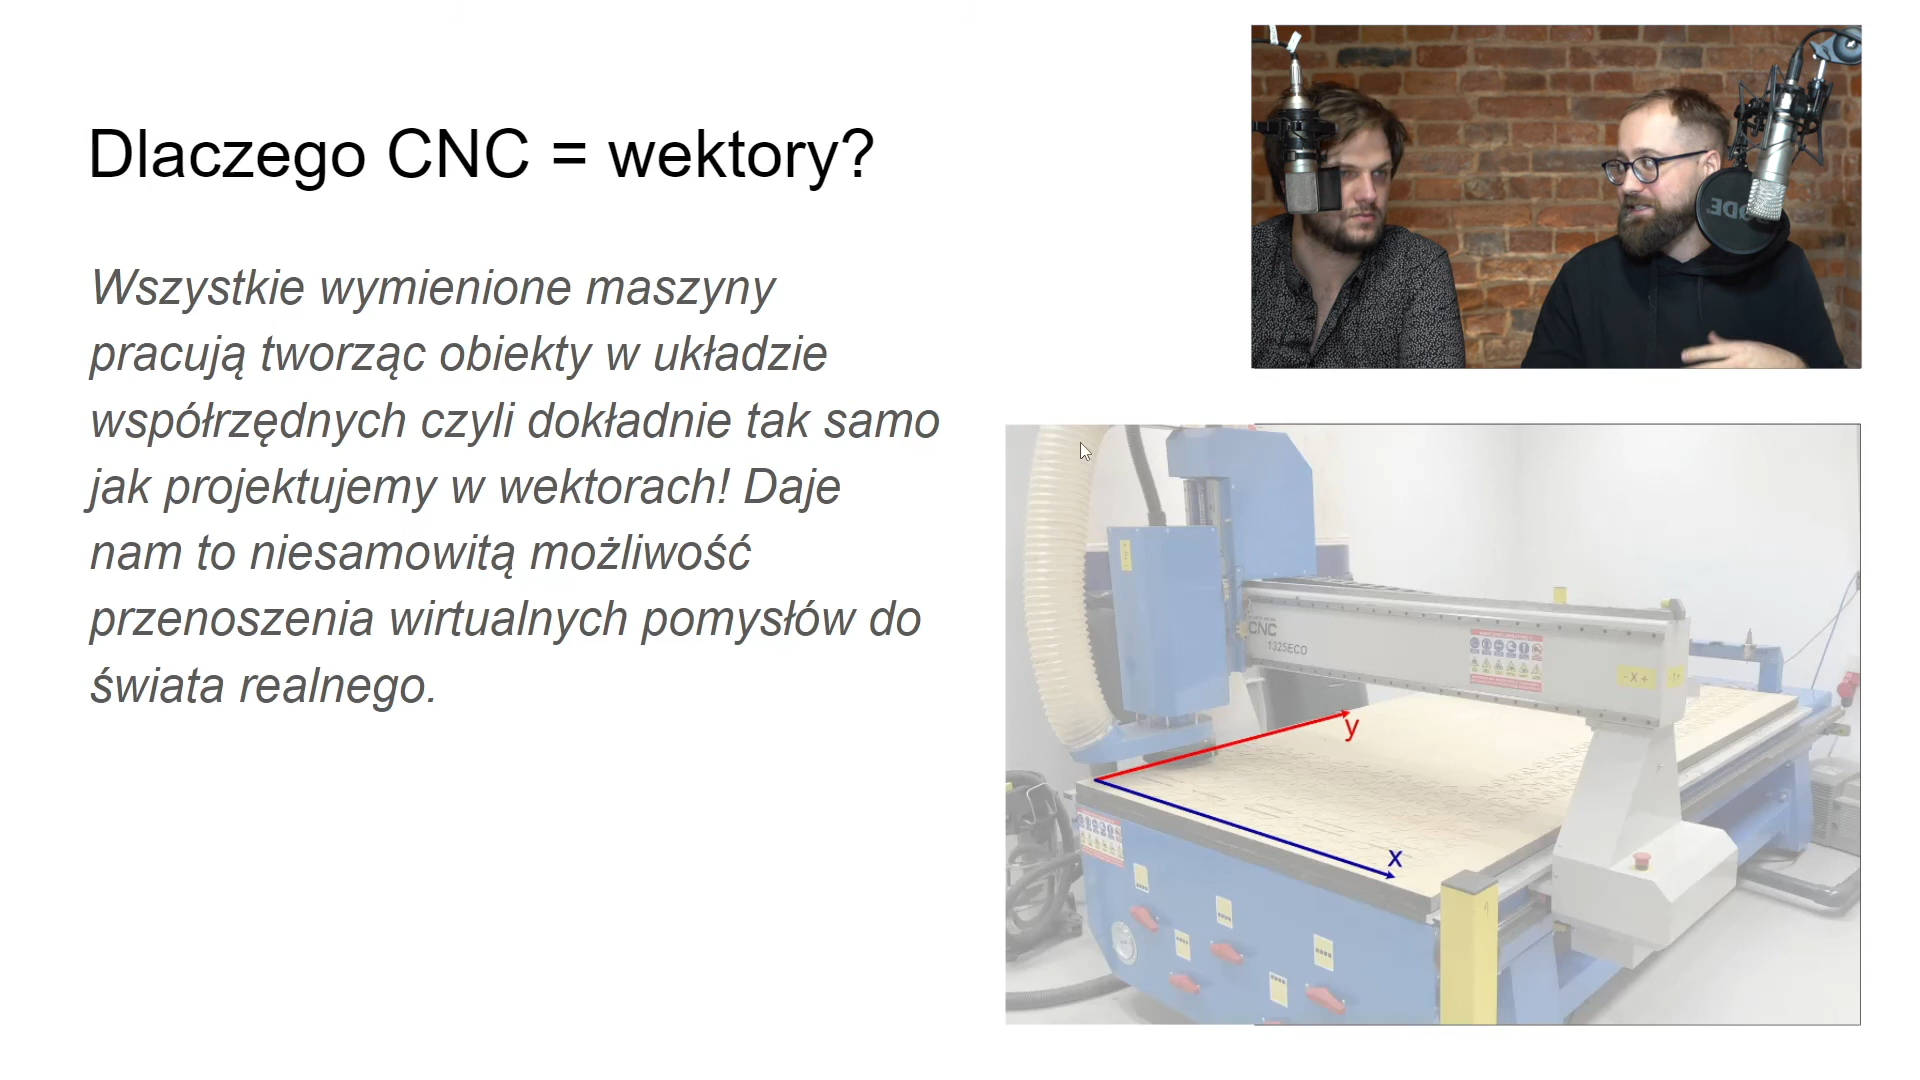 Dlaczego CNC = wektory?
Wszystkie wymienione maszyny
pracują tworząc obiekty w układzie
współrzędnych czyli dokładnie tak samo
jak projektujemy w wektorach! Daje
nam to niesamowitą możliwość
przenoszenia wirtualnych pomysłów do
świata realnego.
CNC
1325ECO
- X +
y
x